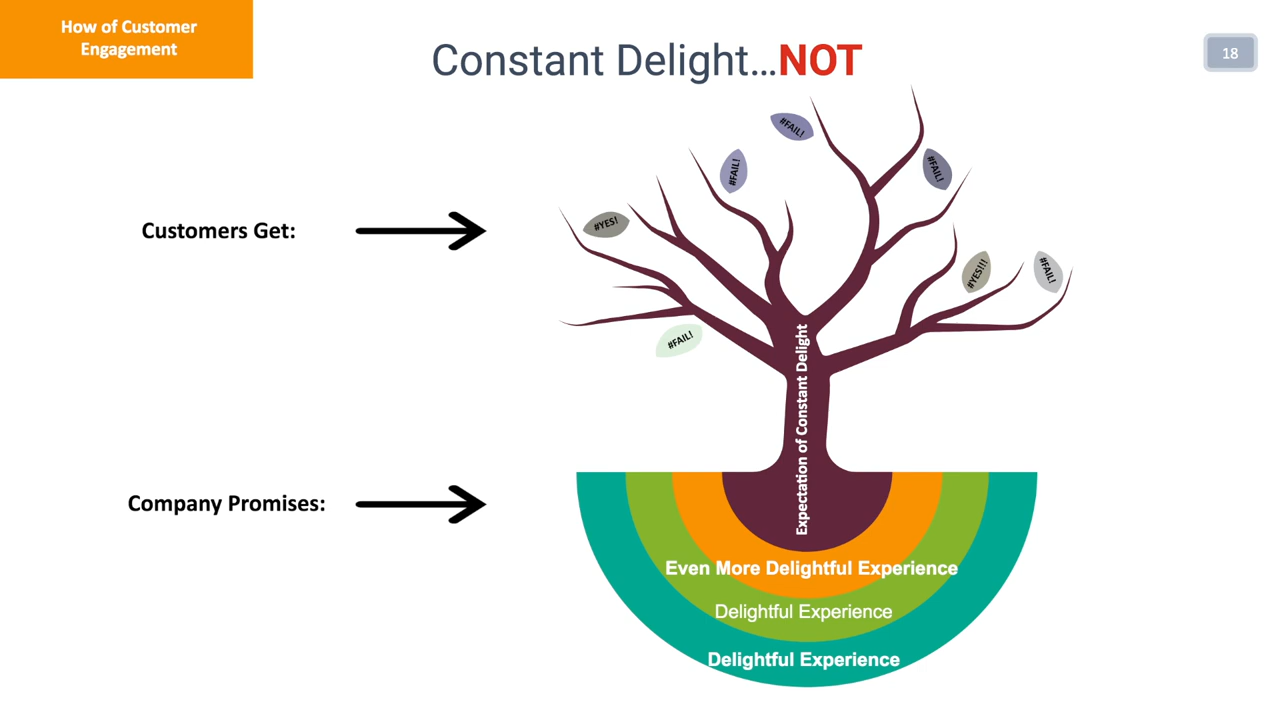 How of Customer
Engagement
Constant Delight...NOT
18
#FAIL!
#FAIL!
#FAIL!
#YES!
Customers Get:
#YES!!!
#FAIL!
#FAIL!
Expectation of Constant Delight
Company Promises:
Even More Delightful Experience
Delightful Experience
Delightful Experience